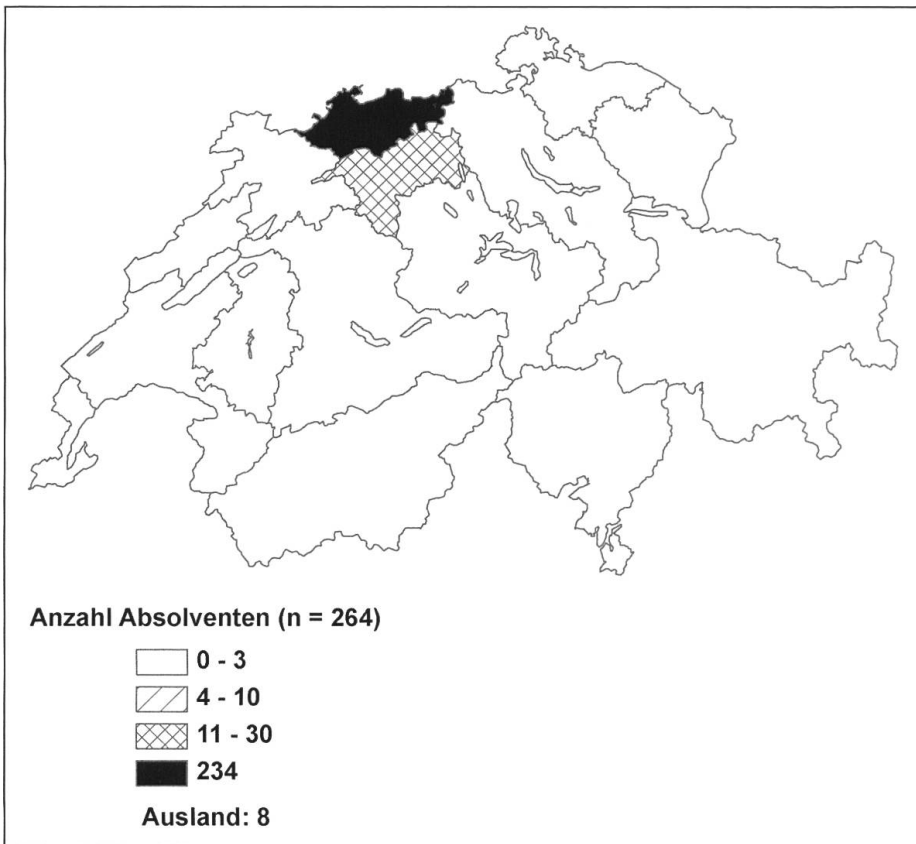 Anzahl Absolventen (n = 264)
0 - 3
4 - 10
11 - 30
234
Ausland: 8